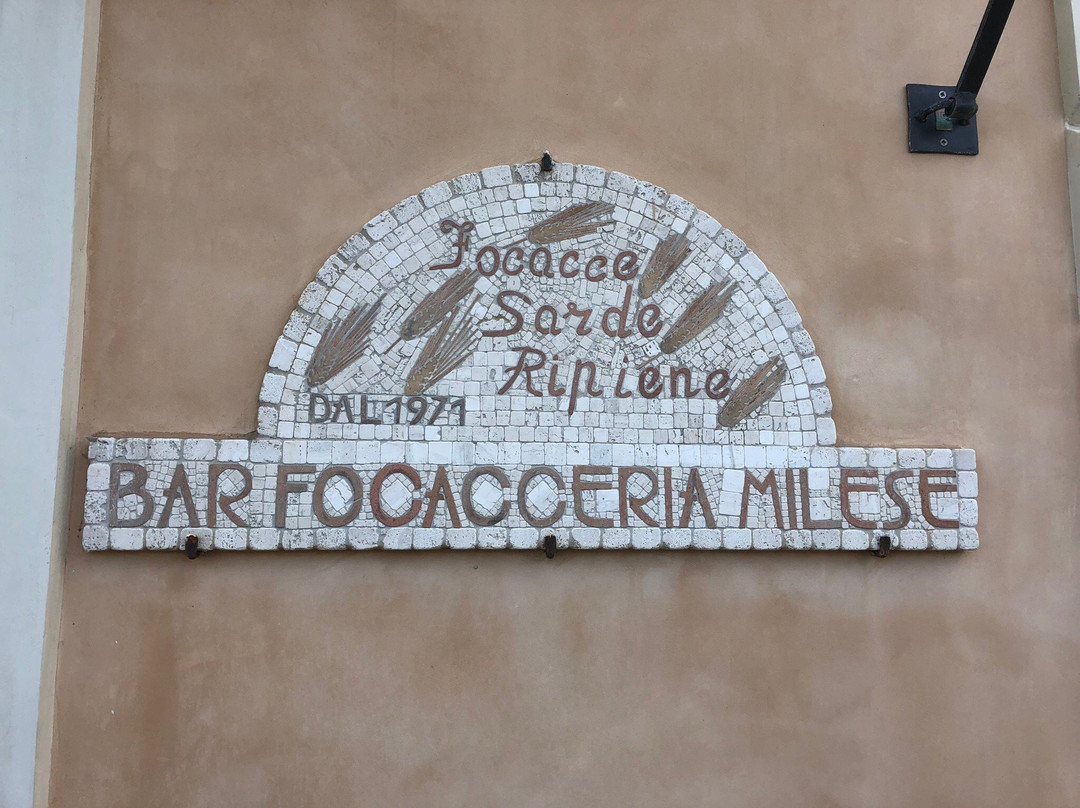 Focacce
Sarde
Ripiene
DAL 1971
BAR FOCACCERIA MILESE